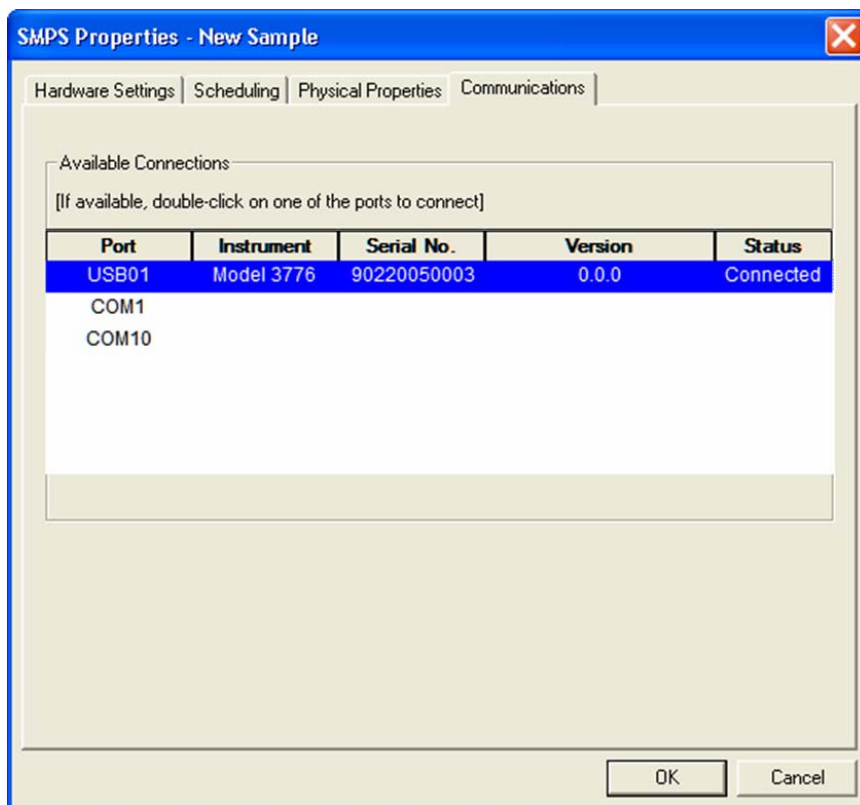 SMPS Properties - New Sample
Hardware Settings Scheduling Physical Properties Communications
Available Connections
[If available, double-click on one of the ports to connect]
Port Instrument Serial No. Version Status
USB01 Model 3776 90220050003 0.0.0 Connected
COM1
COM10
OK Cancel